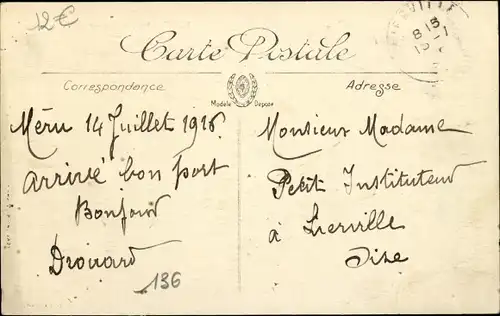 12€
Carte Postale
Correspondance
Adresse
Modèle Déposé
Méru 14 Juillet 1916
arrivé bon port
Bonjour
Drouard
136
Monsieur Madame
Petit Instituteur
à Lierville
Oise